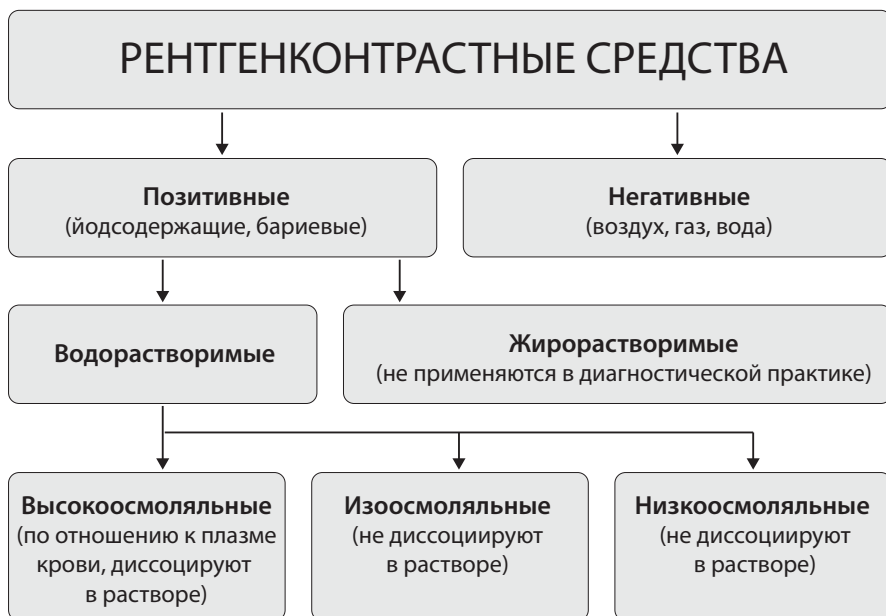 РЕНТГЕНКОНТРАСТНЫЕ СРЕДСТВА
Позитивные
(йодсодержащие, бариевые)
Негативные
(воздух, газ, вода)
Водорастворимые
Жирорастворимые
(не применяются в диагностической практике)
Высокоосмоляльные
(по отношению к плазме
крови, диссоцируют
в растворе)
Изоосмоляльные
(не диссоциируют
в растворе)
Низкоосмоляльные
(не диссоциируют
в растворе)